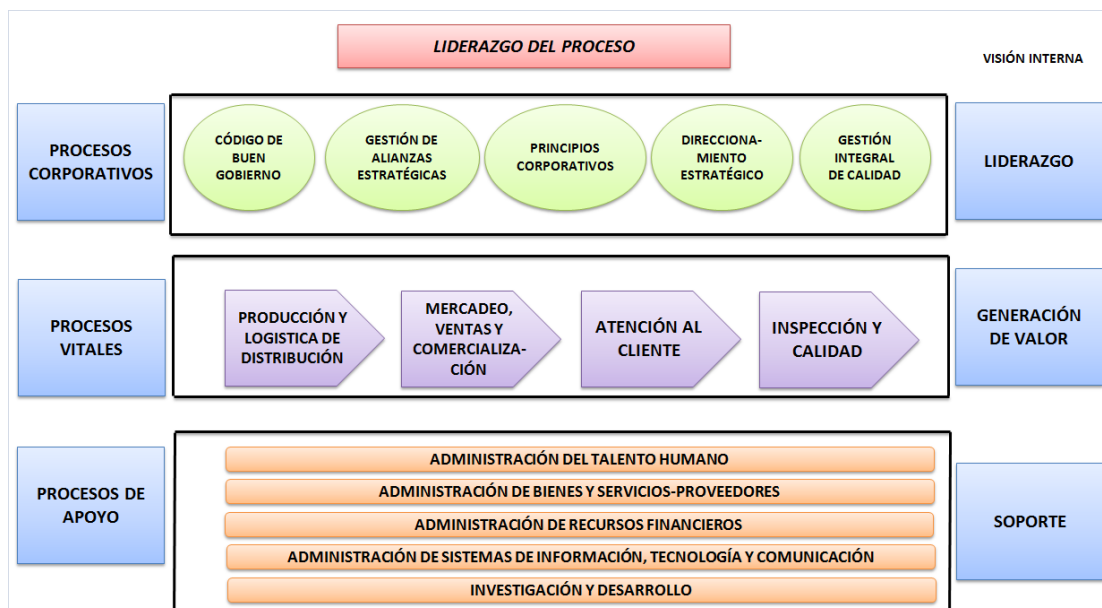 LIDERAZGO DEL PROCESO
VISIÓN INTERNA
PROCESOS
CORPORATIVOS
CÓDIGO DE
BUEN
GOBIERNO
GESTIÓN DE
ALIANZAS
ESTRATÉGICAS
PRINCIPIOS
CORPORATIVOS
DIRECCIONA-
MIENTO
ESTRATÉGICO
GESTIÓN
INTEGRAL
DE CALIDAD
LIDERAZGO
PROCESOS
VITALES
PRODUCCIÓN Y
LOGISTICA DE
DISTRIBUCIÓN
MERCADEO,
VENTAS Y
COMERCIALIZA-
CIÓN
ATENCIÓN AL
CLIENTE
INSPECCIÓN Y
CALIDAD
GENERACIÓN
DE VALOR
PROCESOS DE
APOYO
ADMINISTRACIÓN DEL TALENTO HUMANO
ADMINISTRACIÓN DE BIENES Y SERVICIOS-PROVEEDORES
ADMINISTRACIÓN DE RECURSOS FINANCIEROS
ADMINISTRACIÓN DE SISTEMAS DE INFORMACIÓN, TECNOLOGÍA Y COMUNICACIÓN
INVESTIGACIÓN Y DESARROLLO
SOPORTE